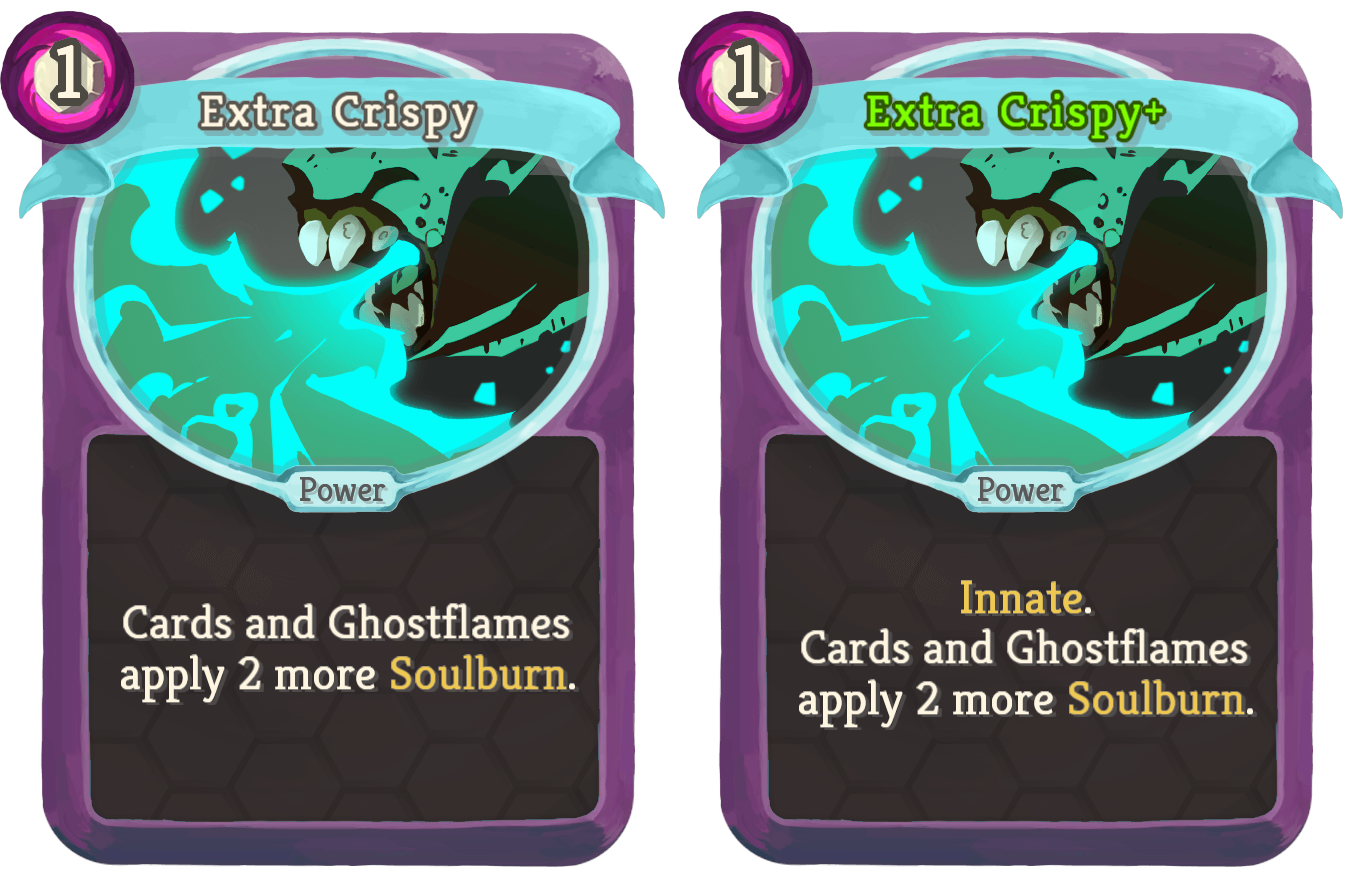 1
Extra Crispy
Power
Cards and Ghostflames
apply 2 more Soulburn.
1
Extra Crispy+
Power
Innate.
Cards and Ghostflames
apply 2 more Soulburn.